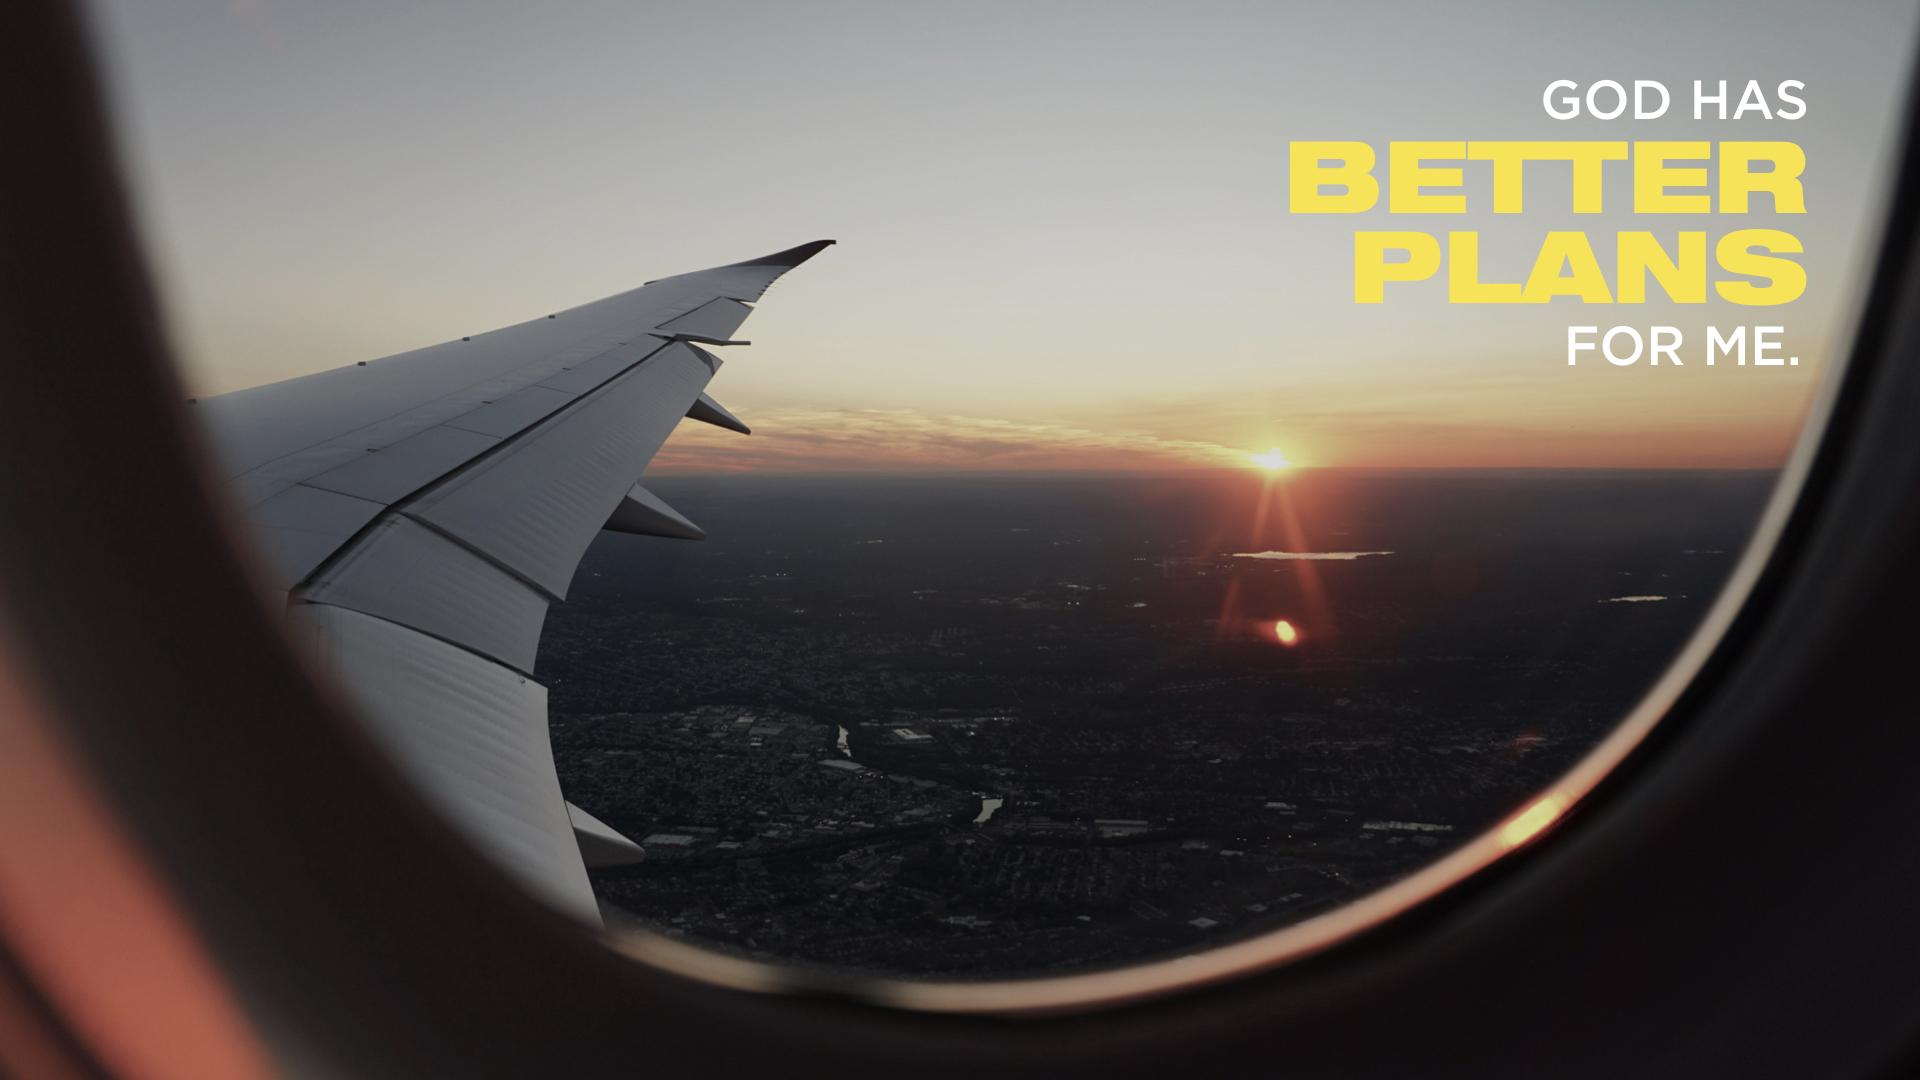 GOD HAS
BETTER
PLANS
FOR ME.